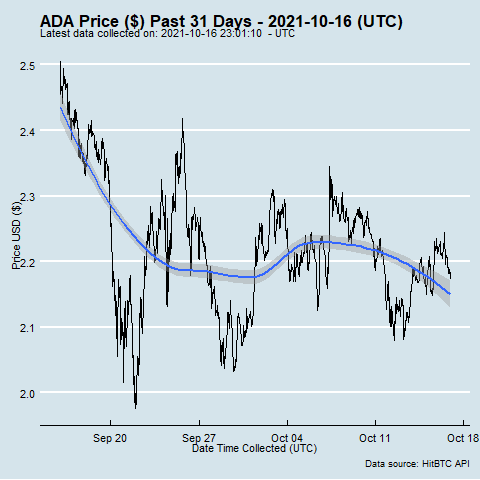 ADA Price ($) Past 31 Days - 2021-10-16 (UTC)
Latest data collected on: 2021-10-16 23:01:10 - UTC
2.5
2.4
2.3
2.2
2.1
2.0
Price USD ($)
Sep 20 Sep 27 Oct 04 Oct 11 Oct 18
Date Time Collected (UTC)
Data source: HitBTC API